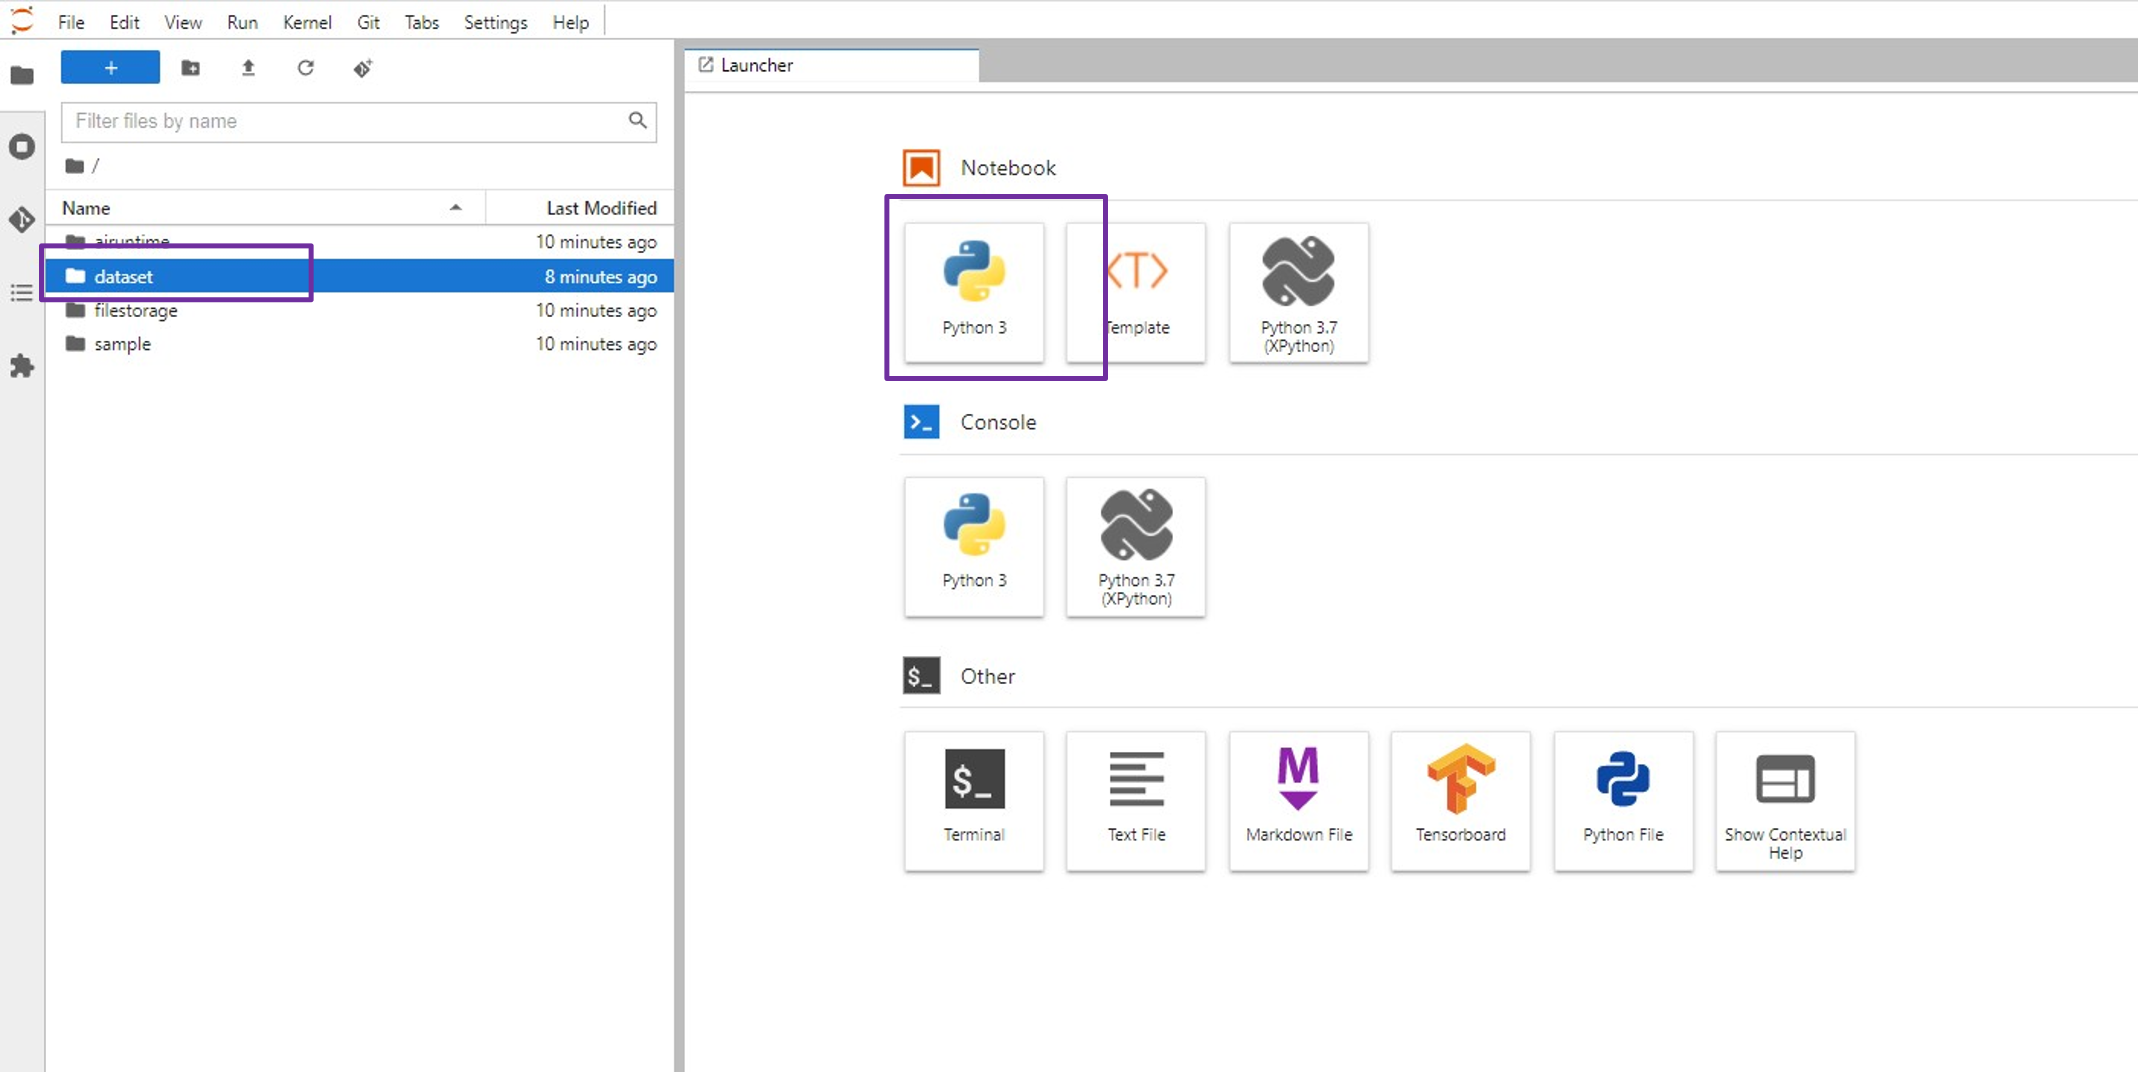 File Edit View Run Kernel Git Tabs Settings Help
+
Filter files by name
/
Name Last Modified
airuntime 10 minutes ago
dataset 8 minutes ago
filestorage 10 minutes ago
sample 10 minutes ago
Launcher
Notebook
Python 3
<T>
Template
Python 3.7
(XPython)
>_ Console
Python 3
Python 3.7
(XPython)
$_ Other
$_
Terminal
Text File
M
Markdown File
Tensorboard
Python File
Show Contextual
Help